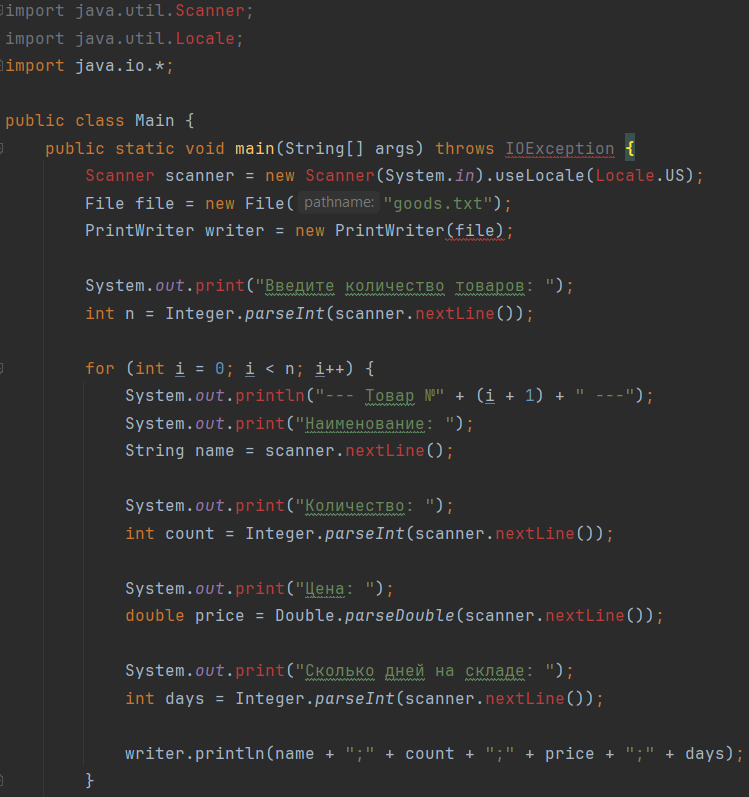 import java.util.Scanner;
import java.util.Locale;
import java.io.*;

public class Main {
    public static void main(String[] args) throws IOException {
        Scanner scanner = new Scanner(System.in).useLocale(Locale.US);
        File file = new File( pathname: "goods.txt");
        PrintWriter writer = new PrintWriter(file);

        System.out.print("Введите количество товаров: ");
        int n = Integer.parseInt(scanner.nextLine());

        for (int i = 0; i < n; i++) {
            System.out.println("--- Товар №" + (i + 1) + " ---");
            System.out.print("Наименование: ");
            String name = scanner.nextLine();

            System.out.print("Количество: ");
            int count = Integer.parseInt(scanner.nextLine());

            System.out.print("Цена: ");
            double price = Double.parseDouble(scanner.nextLine());

            System.out.print("Сколько дней на складе: ");
            int days = Integer.parseInt(scanner.nextLine());

            writer.println(name + ";" + count + ";" + price + ";" + days);
        }